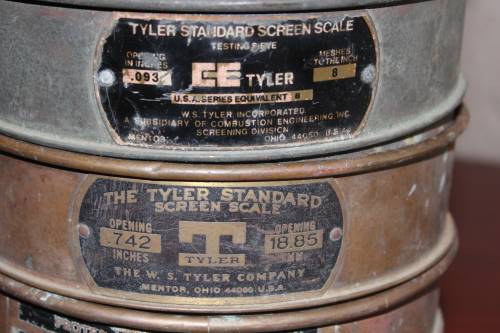 TYLER STANDARD SCREEN SCALE
TESTING SIEVE
OPENING IN INCHES
.093
CE TYLER
MESHES TO THE INCH
8
U.S.A. SERIES EQUIVALENT 8
W. S. TYLER, INCORPORATED
A SUBSIDIARY OF COMBUSTION ENGINEERING, INC.
SCREENING DIVISION
MENTOR, OHIO 44060 U.S.A.
THE TYLER STANDARD
SCREEN SCALE
OPENING
.742
INCHES
T
TYLER
OPENING
18.85
MM
THE W. S. TYLER COMPANY
MENTOR, OHIO 44060 U.S.A.